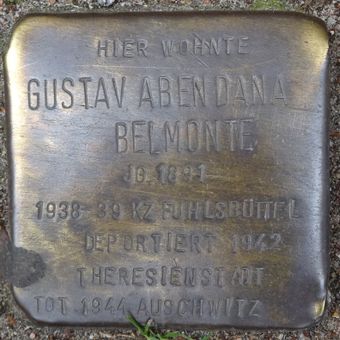 HIER WOHNTE
GUSTAV ABENDANA
BELMONTE
JG. 1891
1938-39 KZ FUHLSBÜTTEL
DEPORTIERT 1942
THERESIENSTADT
TOT 1944 AUSCHWITZ